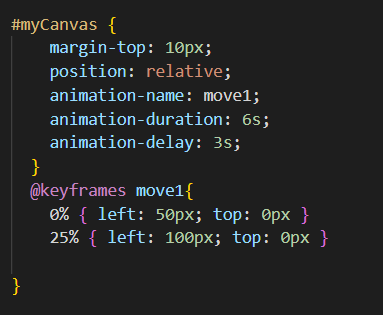 #myCanvas {
margin-top: 10px;
position: relative;
animation-name: move1;
animation-duration: 6s;
animation-delay: 3s;
}
@keyframes move1{
0% { left: 50px; top: 0px }
25% { left: 100px; top: 0px }
}